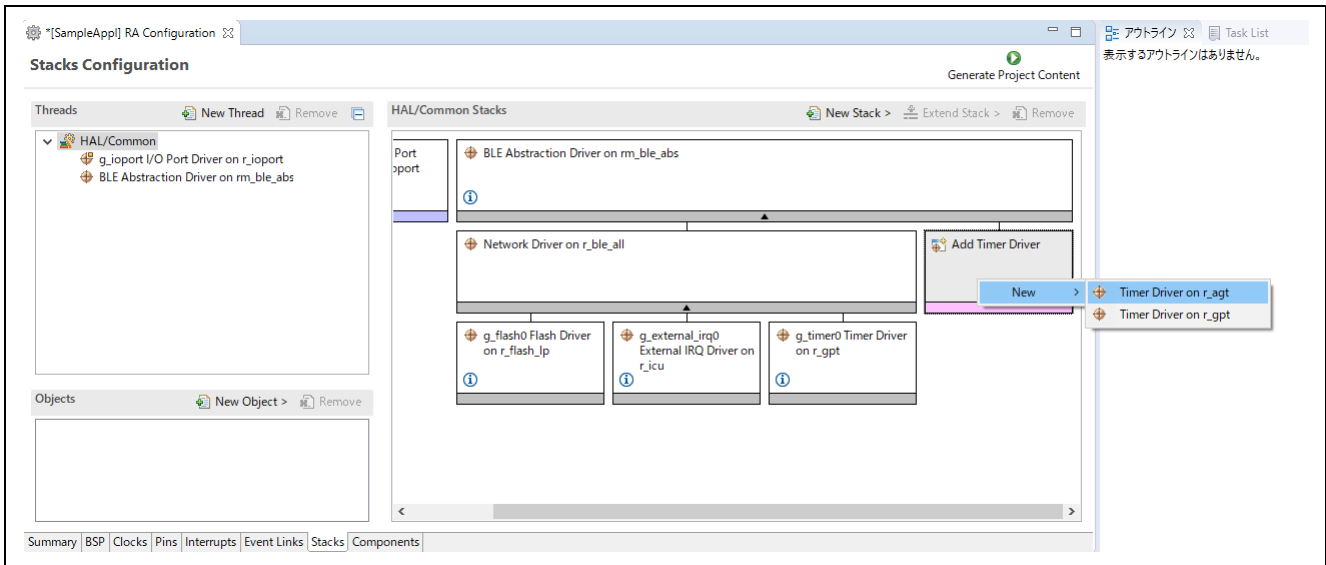 *[SampleAppl] RA Configuration
アウトライン
Task List
表示するアウトラインはありません。
Stacks Configuration
Generate Project Content
Threads
New Thread
Remove
HAL/Common
g_ioport I/O Port Driver on r_ioport
BLE Abstraction Driver on rm_ble_abs
HAL/Common Stacks
New Stack >
Extend Stack >
Remove
Port
oport
BLE Abstraction Driver on rm_ble_abs
Network Driver on r_ble_all
Add Timer Driver
New
Timer Driver on r_agt
Timer Driver on r_gpt
g_flash0 Flash Driver
on r_flash_lp
g_external_irq0
External IRQ Driver on
r_icu
g_timer0 Timer Driver
on r_gpt
Objects
New Object >
Remove
Summary BSP Clocks Pins Interrupts Event Links Stacks Components